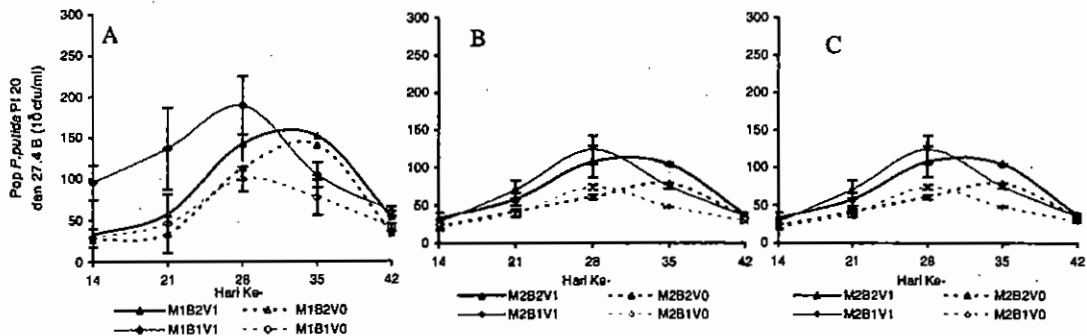 Pop P.putida PI 20
dan 27.4 B (10⁶cfu/ml)
A
300
250
200
150
100
50
0
14 21 28 35 42
Hari Ke-
M1B2V1 M1B2V0
M1B1V1 M1B1V0
B
300
250
200
150
100
50
0
14 21 28 35 42
Hari Ke-
M2B2V1 M2B2V0
M2B1V1 M2B1V0
C
300
250
200
150
100
50
0
14 21 28 35 42
Hari Ke-
M2B2V1 M2B2V0
M2B1V1 M2B1V0